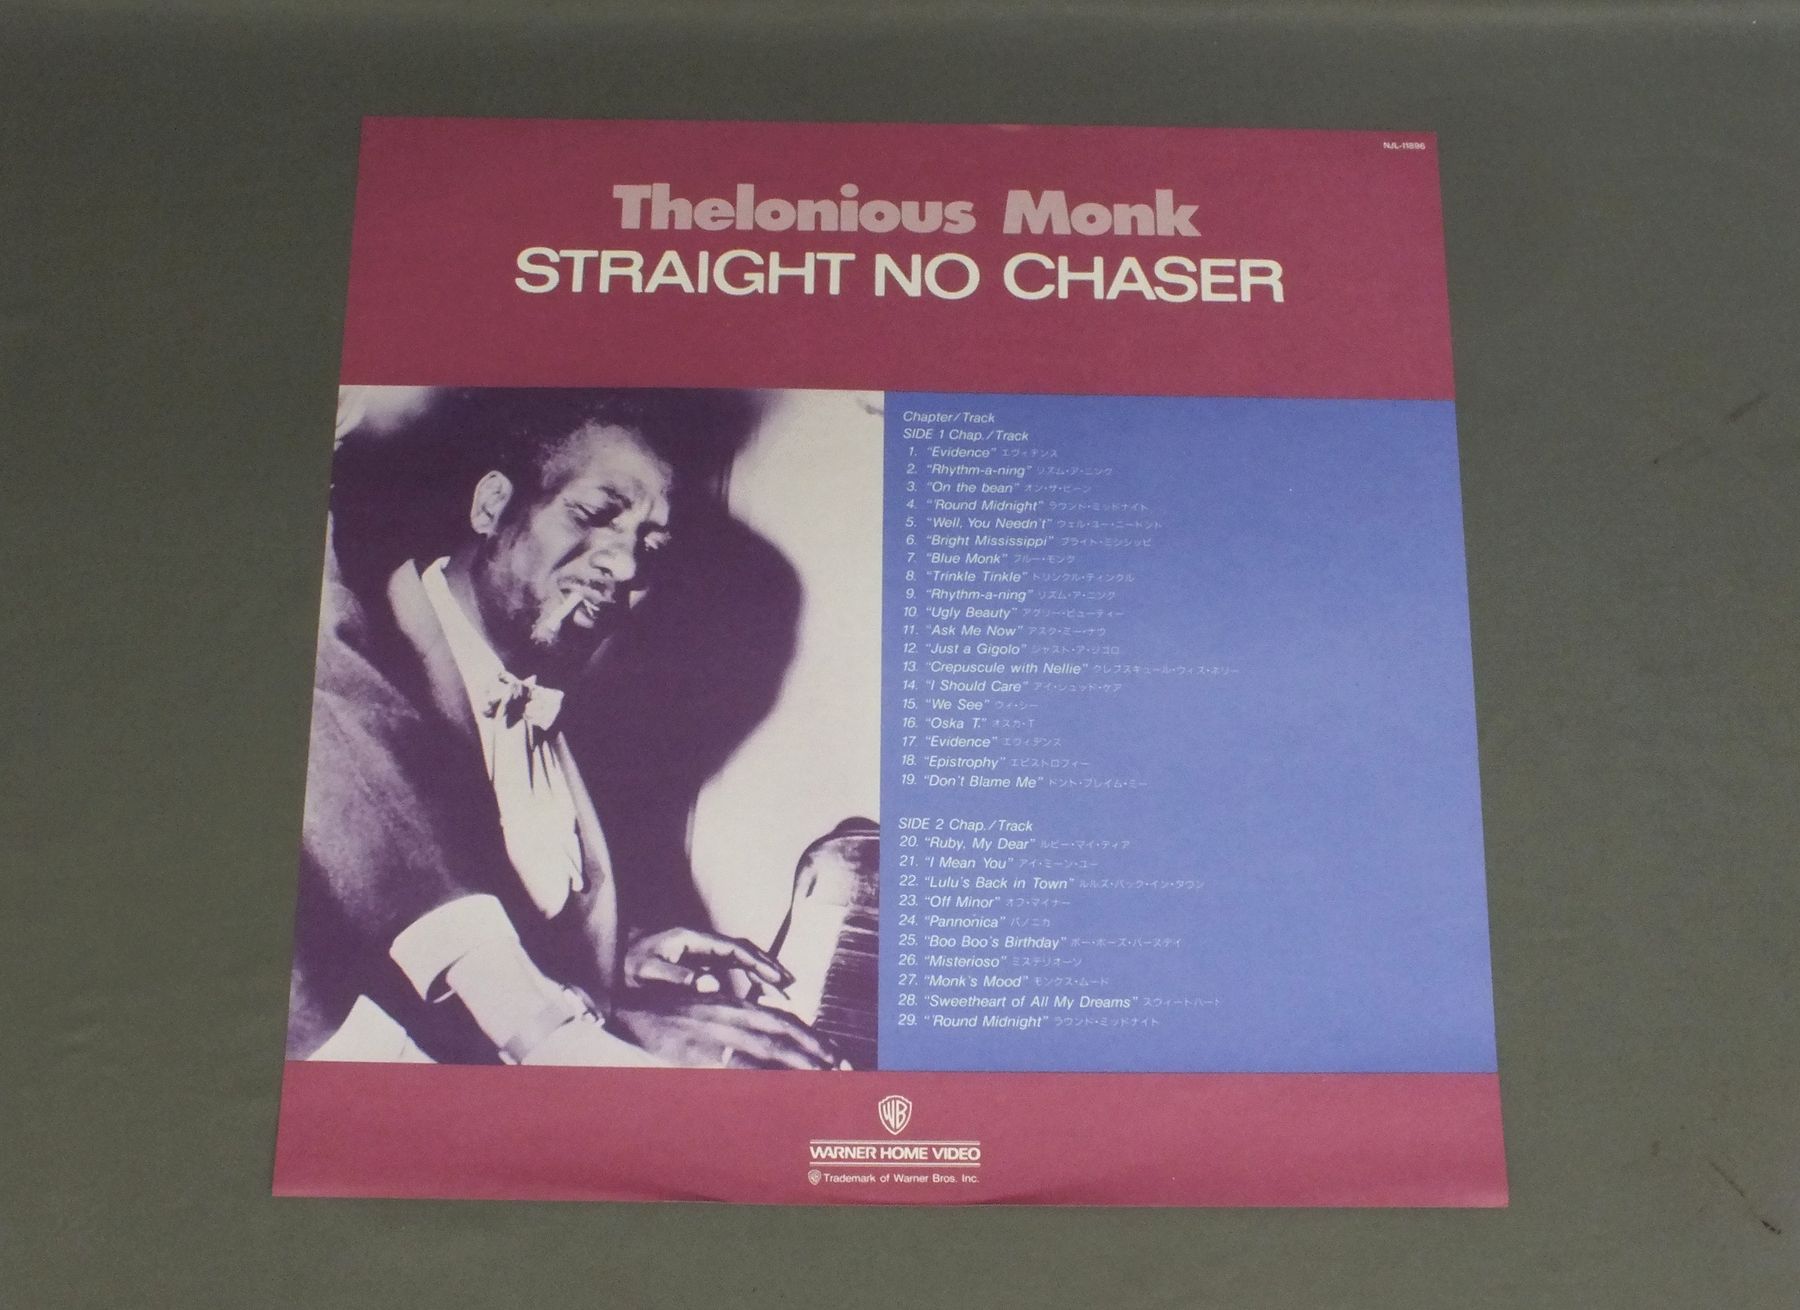 NJL-11896
Thelonious Monk
STRAIGHT NO CHASER
Chapter/Track
SIDE 1 Chap./Track
1. "Evidence" エヴィデンス
2. "Rhythm-a-ning" リズム・ア・ニング
3. "On the bean" オン・ザ・ビーン
4. "'Round Midnight" ラウンド・ミッドナイト
5. "Well, You Needn't" ウェル・ユー・ニードント
6. "Bright Mississippi" ブライト・ミシシッピ
7. "Blue Monk" ブルー・モンク
8. "Trinkle Tinkle" トリンクル・ティンクル
9. "Rhythm-a-ning" リズム・ア・ニング
10. "Ugly Beauty" アグリー・ビューティー
11. "Ask Me Now" アスク・ミー・ナウ
12. "Just a Gigolo" ジャスト・ア・ジゴロ
13. "Crepuscule with Nellie" クレプスキュール・ウィズ・ネリー
14. "I Should Care" アイ・シュッド・ケア
15. "We See" ウィ・シー
16. "Oska T." オスカ・T
17. "Evidence" エヴィデンス
18. "Epistrophy" エピストロフィー
19. "Don't Blame Me" ドント・ブレイム・ミー
SIDE 2 Chap./Track
20. "Ruby, My Dear" ルビー・マイ・ディア
21. "I Mean You" アイ・ミーン・ユー
22. "Lulu's Back in Town" ルルズ・バック・イン・タウン
23. "Off Minor" オフ・マイナー
24. "Pannonica" パノニカ
25. "Boo Boo's Birthday" ブー・ブーズ・バースデイ
26. "Misterioso" ミステリオーソ
27. "Monk's Mood" モンクス・ムード
28. "Sweetheart of All My Dreams" スウィートハート
29. "'Round Midnight" ラウンド・ミッドナイト
WB
WARNER HOME VIDEO
Trademark of Warner Bros. Inc.